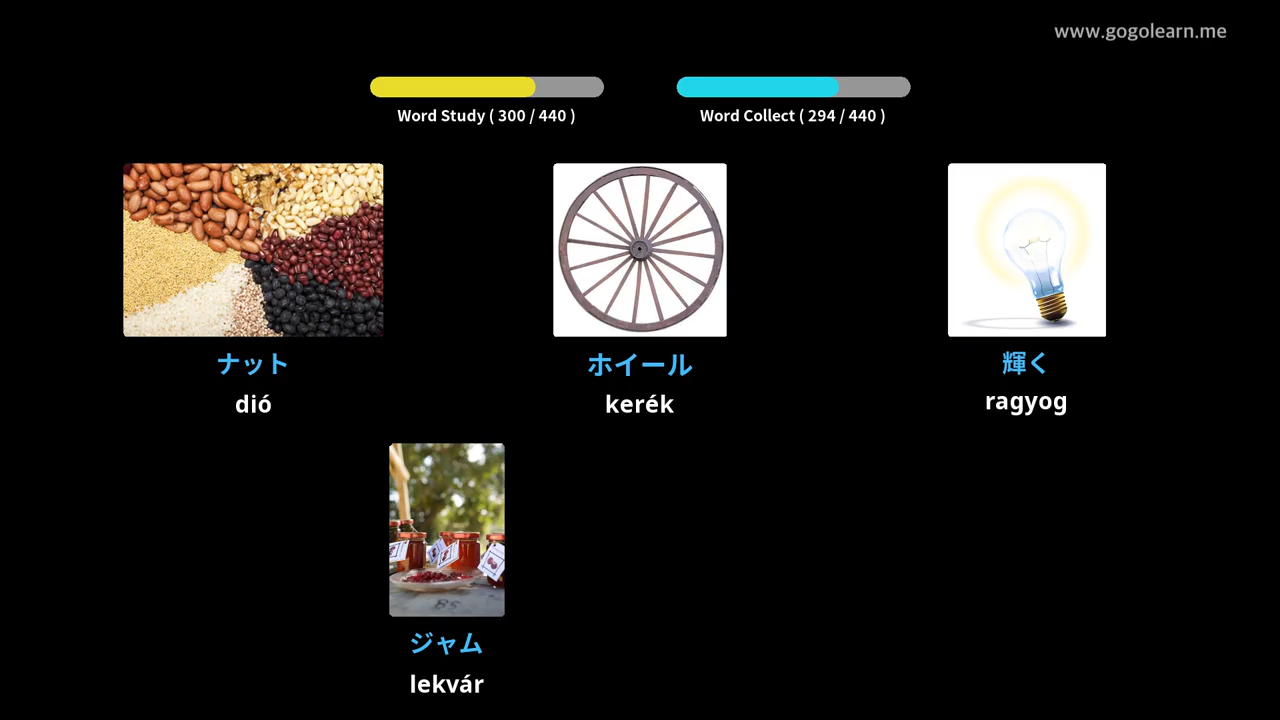 www.gogolearn.me
Word Study ( 300 / 440 )
Word Collect ( 294 / 440 )
ナット
dió
ホイール
kerék
輝く
ragyog
ジャム
lekvár